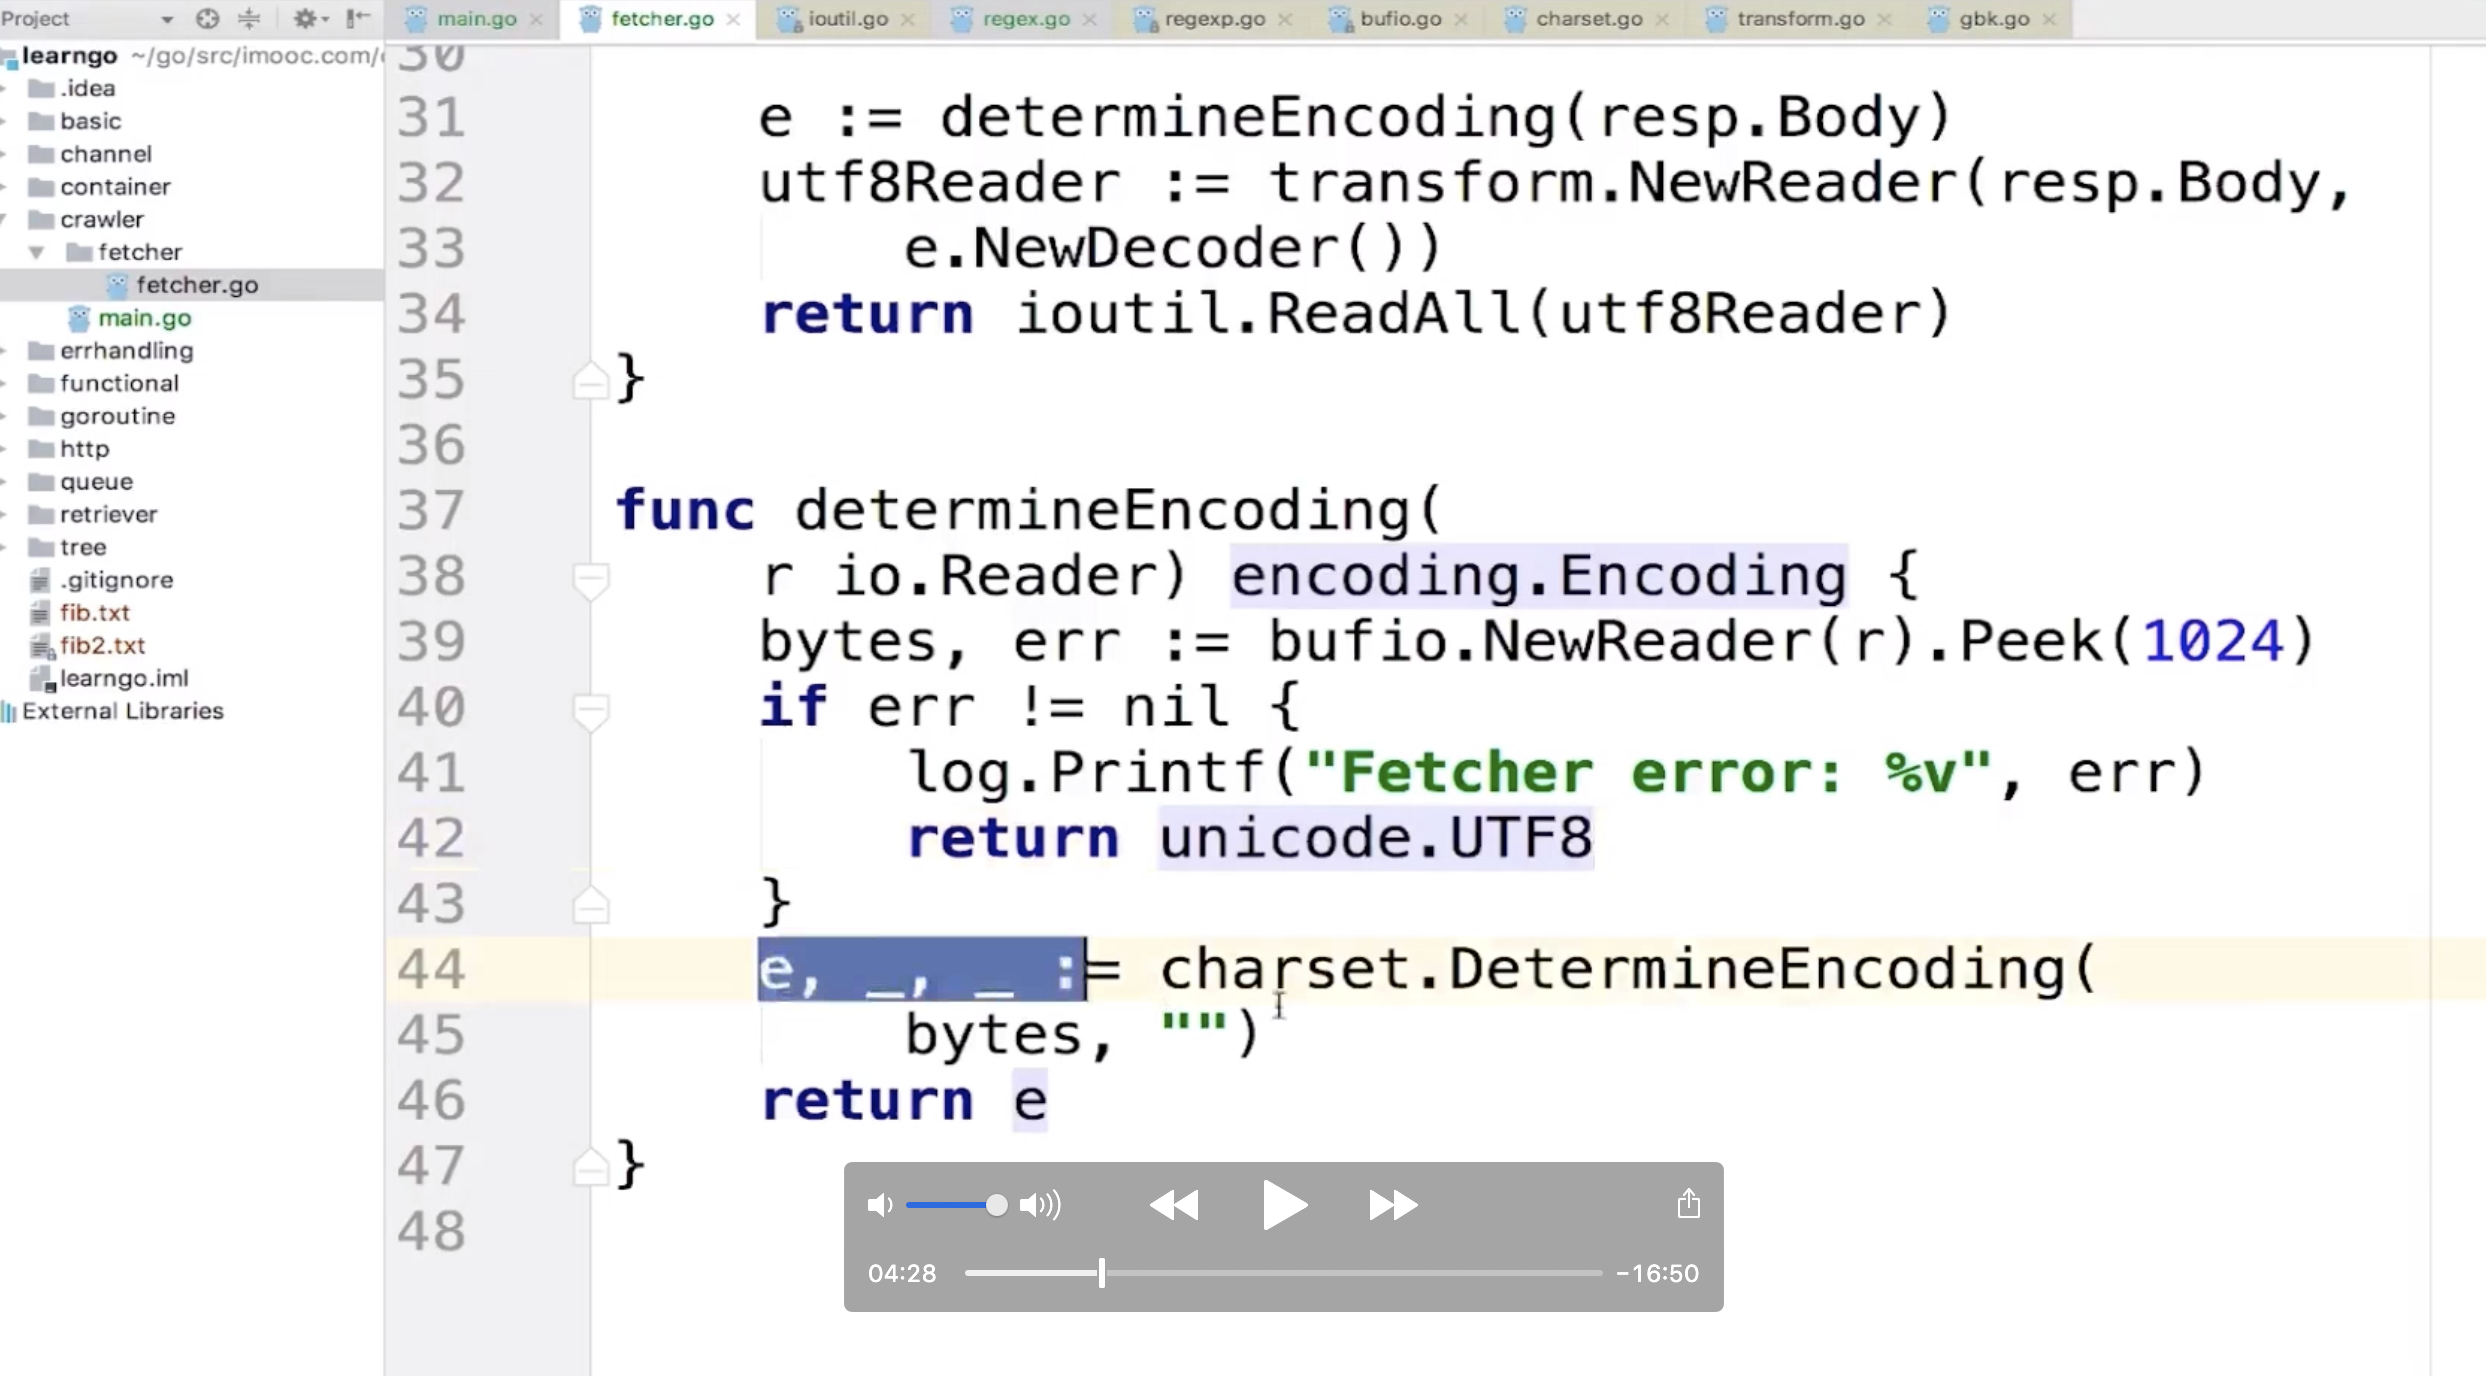 Project
main.go
fetcher.go
ioutil.go
regex.go
regexp.go
bufio.go
charset.go
transform.go
gbk.go
learngo ~/go/src/imooc.com/
.idea
basic
channel
container
crawler
fetcher
fetcher.go
main.go
errhandling
functional
goroutine
http
queue
retriever
tree
.gitignore
fib.txt
fib2.txt
learngo.iml
External Libraries
30
31 e := determineEncoding(resp.Body)
32 utf8Reader := transform.NewReader(resp.Body,
33 e.NewDecoder())
34 return ioutil.ReadAll(utf8Reader)
35 }
36
37 func determineEncoding(
38 r io.Reader) encoding.Encoding {
39 bytes, err := bufio.NewReader(r).Peek(1024)
40 if err != nil {
41 log.Printf("Fetcher error: %v", err)
42 return unicode.UTF8
43 }
44 e, _, _ := charset.DetermineEncoding(
45 bytes, "")
46 return e
47 }
48
04:28
-16:50